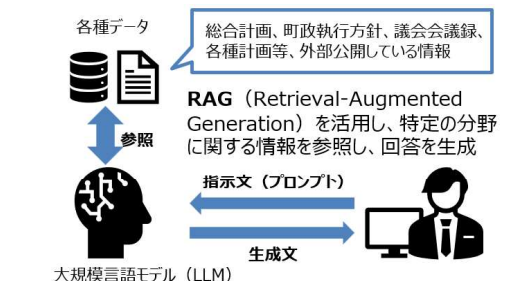 各種データ
総合計画、町政執行方針、議会会議録、
各種計画等、外部公開している情報
RAG（Retrieval-Augmented
Generation）を活用し、特定の分野
に関する情報を参照し、回答を生成
参照
指示文（プロンプト）
生成文
大規模言語モデル（LLM）